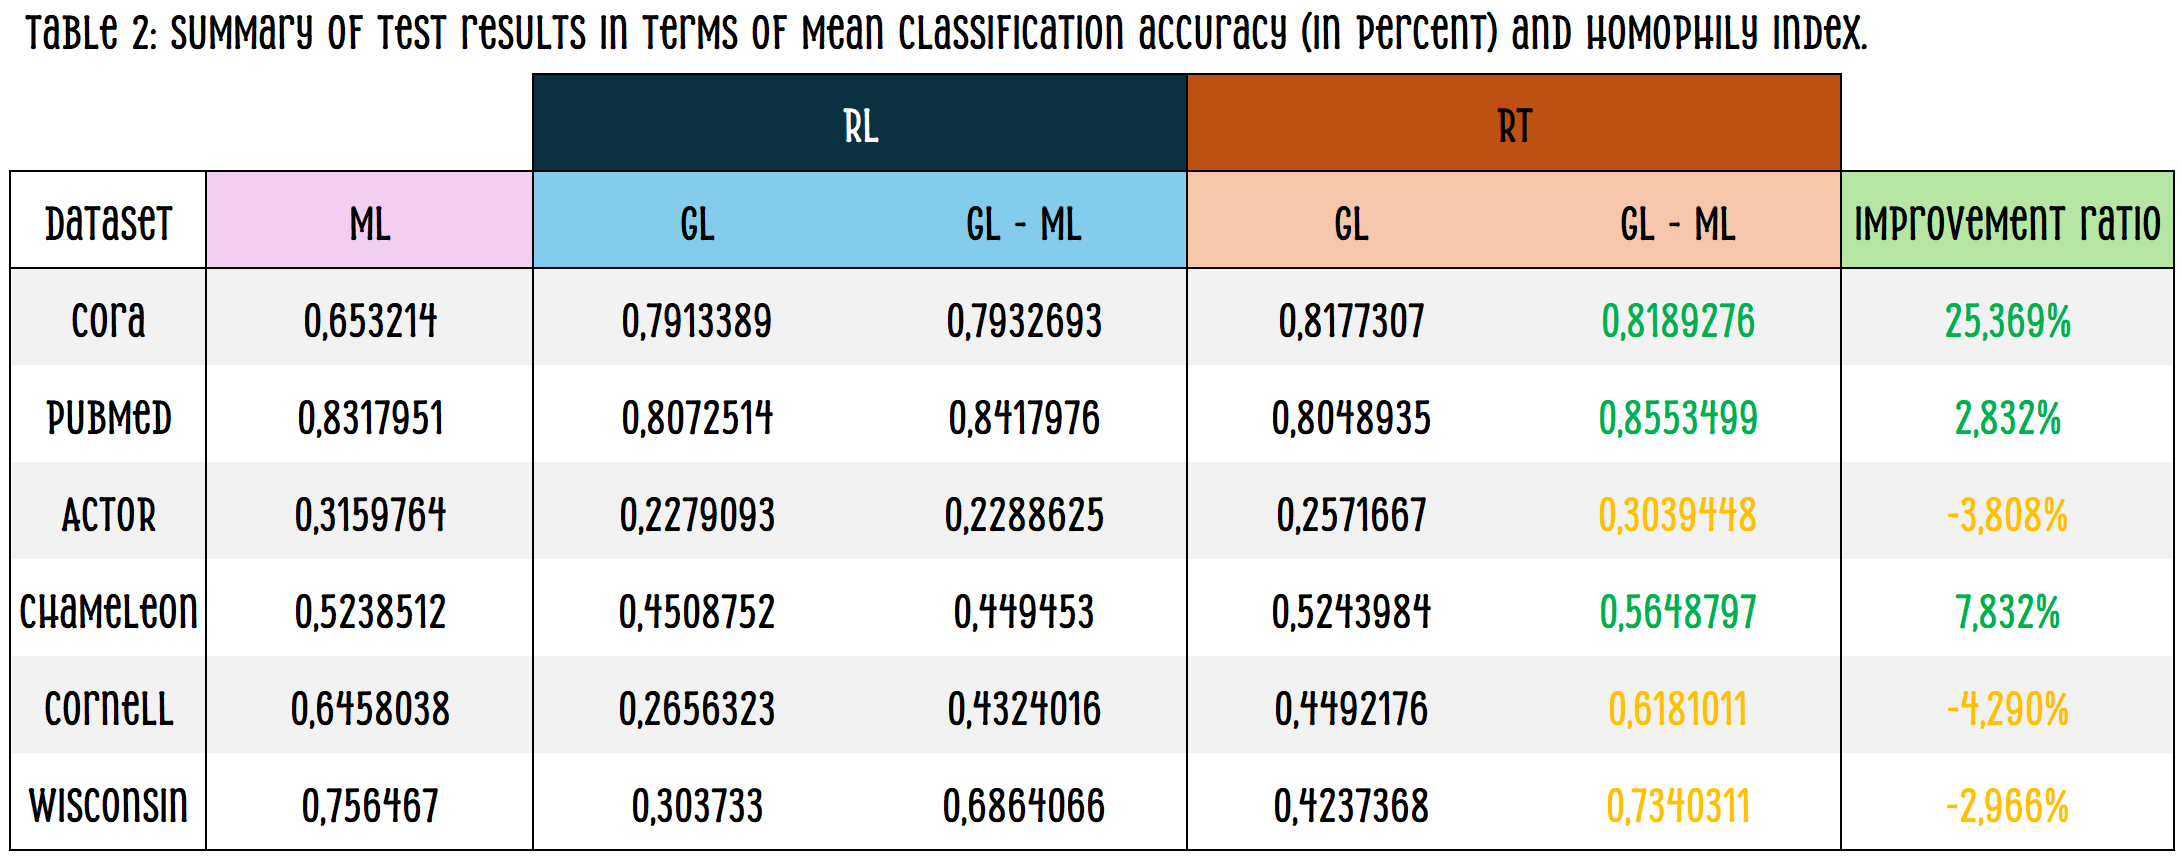 Table 2: Summary of test results in terms of mean classification accuracy (in percent) and homophily index.
RL RT
Dataset ML GL GL - ML GL GL - ML Improvement ratio
Cora 0,653214 0,7913389 0,7932693 0,8177307 0,8189276 25,369%
PubMed 0,8317951 0,8072514 0,8417976 0,8048935 0,8553499 2,832%
Actor 0,3159764 0,2279093 0,2288625 0,2571667 0,3039448 -3,808%
Chameleon 0,5238512 0,4508752 0,449453 0,5243984 0,5648797 7,832%
Cornell 0,6458038 0,2656323 0,4324016 0,4492176 0,6181011 -4,290%
Wisconsin 0,756467 0,303733 0,6864066 0,4237368 0,7340311 -2,966%